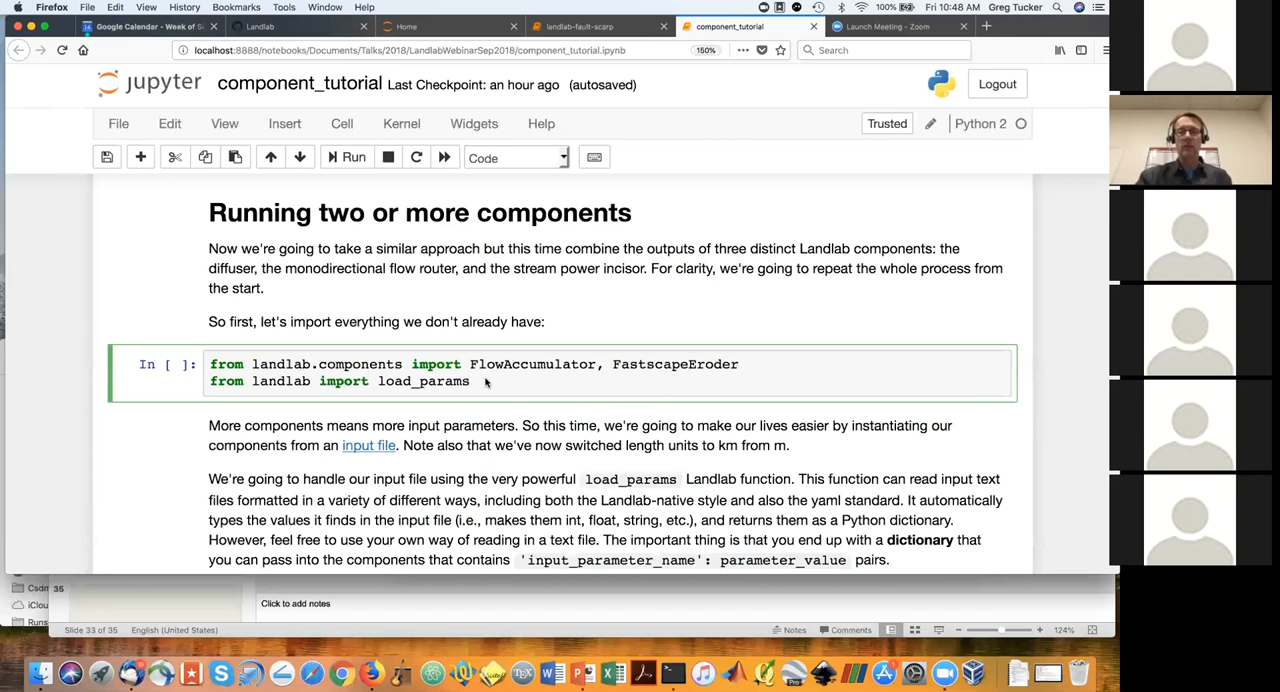 Firefox File Edit View History Bookmarks Tools Window Help 100% Fri 10:48 AM Greg Tucker
Google Calendar - Week of S
Landlab
Home
landlab-fault-scarp
component_tutorial
Launch Meeting - Zoom
localhost:8888/notebooks/Documents/Talks/2018/LandlabWebinarSep2018/component_tutorial.ipynb 150% Search
jupyter component_tutorial Last Checkpoint: an hour ago (autosaved) Logout
File Edit View Insert Cell Kernel Widgets Help Trusted Python 2
Run Code
Running two or more components
Now we're going to take a similar approach but this time combine the outputs of three distinct Landlab components: the
diffuser, the monodirectional flow router, and the stream power incisor. For clarity, we're going to repeat the whole process from
the start.
So first, let's import everything we don't already have:
In [ ]: from landlab.components import FlowAccumulator, FastscapeEroder
from landlab import load_params
More components means more input parameters. So this time, we're going to make our lives easier by instantiating our
components from an input file. Note also that we've now switched length units to km from m.
We're going to handle our input file using the very powerful load_params Landlab function. This function can read input text
files formatted in a variety of different ways, including both the Landlab-native style and also the yaml standard. It automatically
types the values it finds in the input file (i.e., makes them int, float, string, etc.), and returns them as a Python dictionary.
However, feel free to use your own way of reading in a text file. The important thing is that you end up with a dictionary that
you can pass into the components that contains 'input_parameter_name': parameter_value pairs.
Csdm
35
iClou
Click to add notes
Runs
Slide 33 of 35 English (United States) Notes Comments 124%